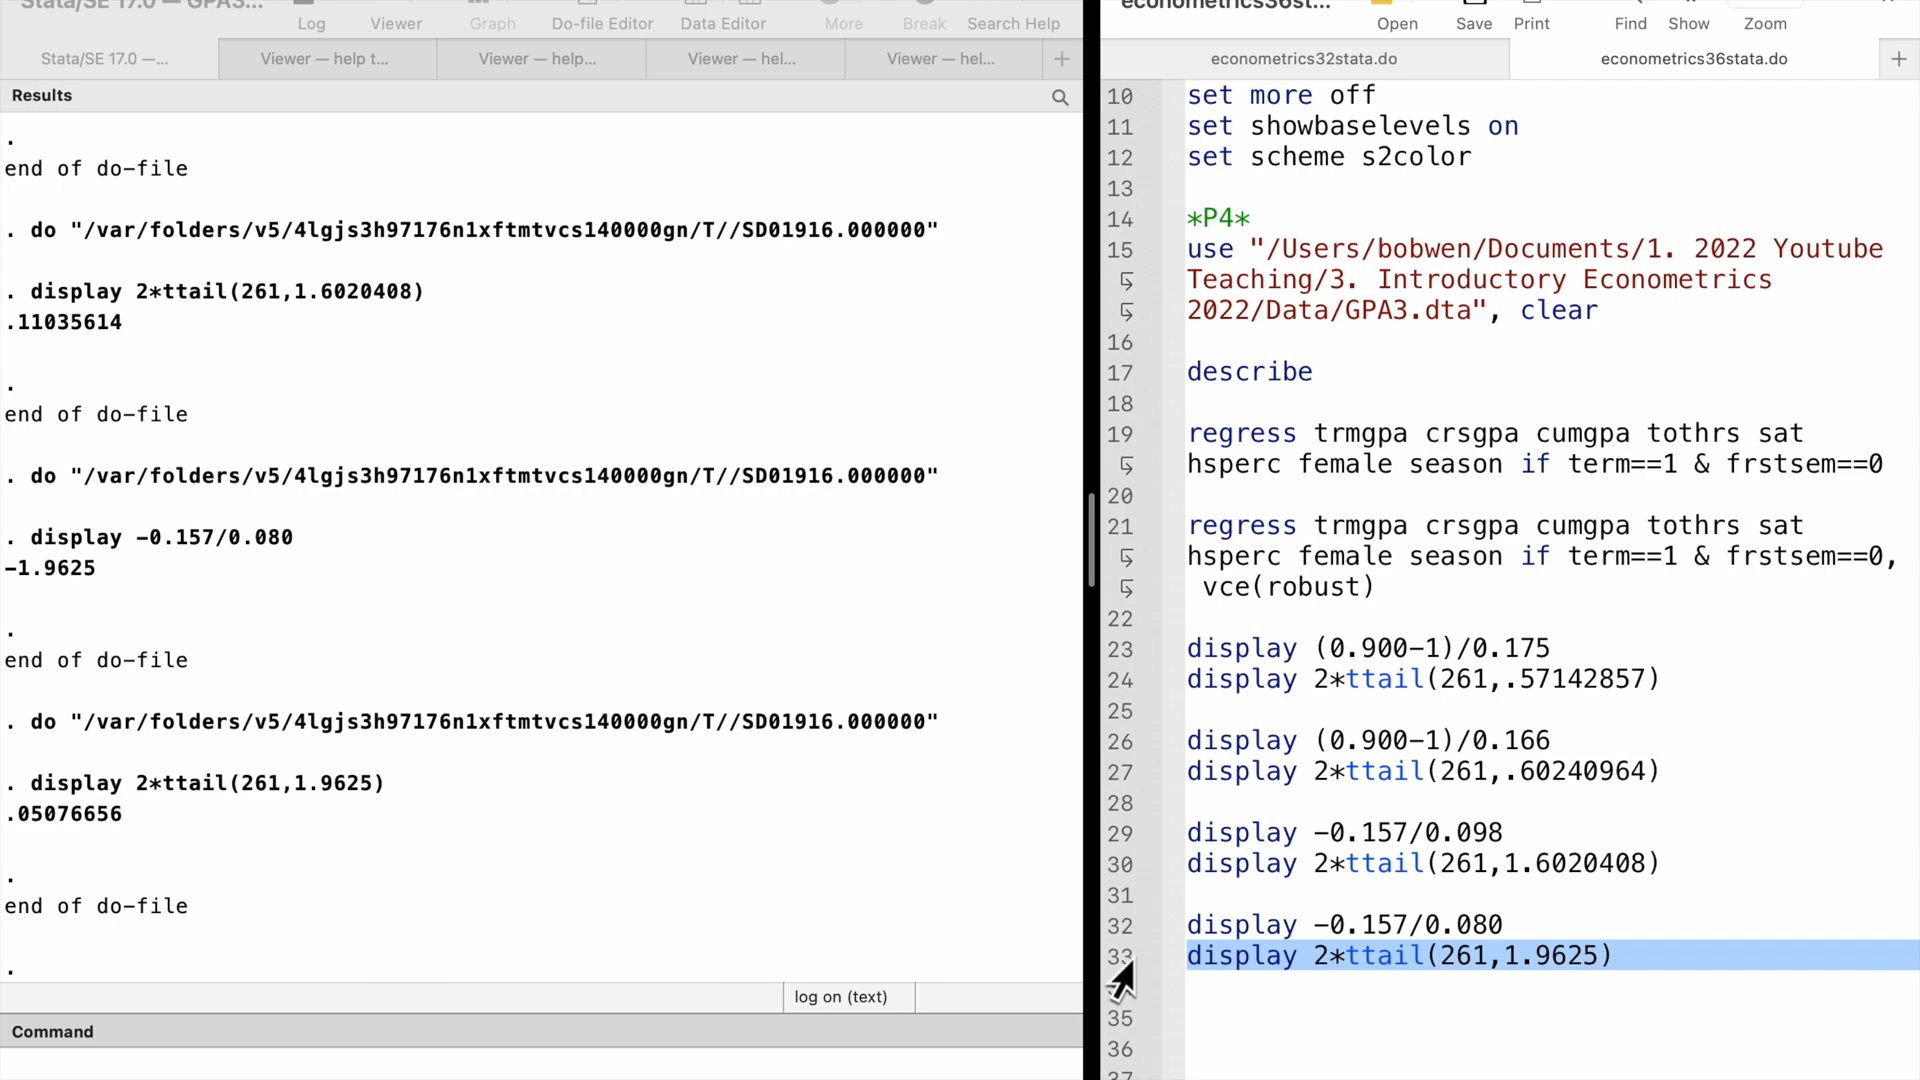 Stata/SE 17.0 — GPA3...
Log Viewer Graph Do-file Editor Data Editor More Break Search Help
Stata/SE 17.0 —... Viewer — help t... Viewer — help... Viewer — hel... Viewer — hel... +
Results
.
end of do-file
. do "/var/folders/v5/4lgjs3h97176n1xftmtvcs140000gn/T//SD01916.000000"
. display 2*ttail(261,1.6020408)
.11035614
.
end of do-file
. do "/var/folders/v5/4lgjs3h97176n1xftmtvcs140000gn/T//SD01916.000000"
. display -0.157/0.080
-1.9625
.
end of do-file
. do "/var/folders/v5/4lgjs3h97176n1xftmtvcs140000gn/T//SD01916.000000"
. display 2*ttail(261,1.9625)
.05076656
.
end of do-file
.
log on (text)
Command
econometrics36st...
Open Save Print Find Show Zoom
econometrics32stata.do econometrics36stata.do +
10 set more off
11 set showbaselevels on
12 set scheme s2color
13
14 *P4*
15 use "/Users/bobwen/Documents/1. 2022 Youtube
Teaching/3. Introductory Econometrics
2022/Data/GPA3.dta", clear
16
17 describe
18
19 regress trmgpa crsgpa cumgpa tothrs sat
hsperc female season if term==1 & frstsem==0
20
21 regress trmgpa crsgpa cumgpa tothrs sat
hsperc female season if term==1 & frstsem==0,
vce(robust)
22
23 display (0.900-1)/0.175
24 display 2*ttail(261,.57142857)
25
26 display (0.900-1)/0.166
27 display 2*ttail(261,.60240964)
28
29 display -0.157/0.098
30 display 2*ttail(261,1.6020408)
31
32 display -0.157/0.080
33 display 2*ttail(261,1.9625)
35
36
37